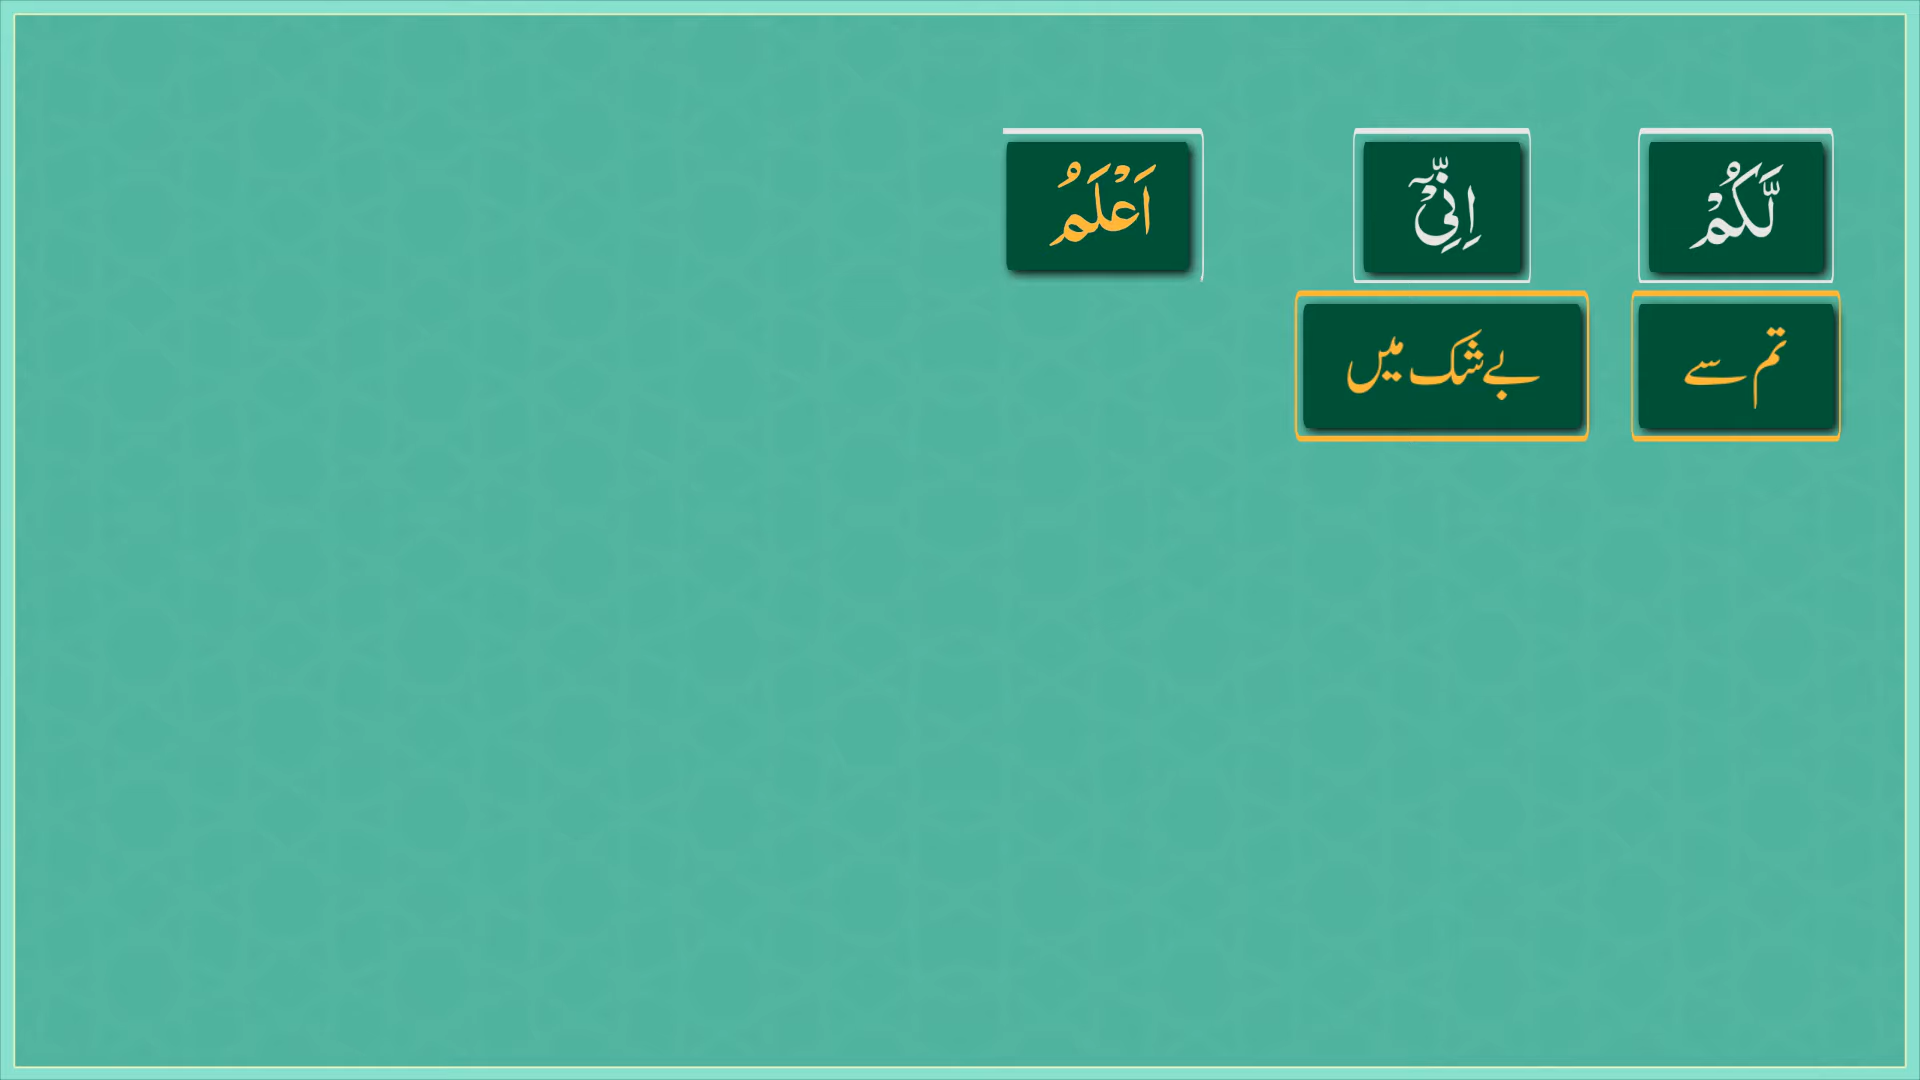 لَّكُمْ اِنِّیْۤ اَعْلَمُ
تم سے بے شک میں